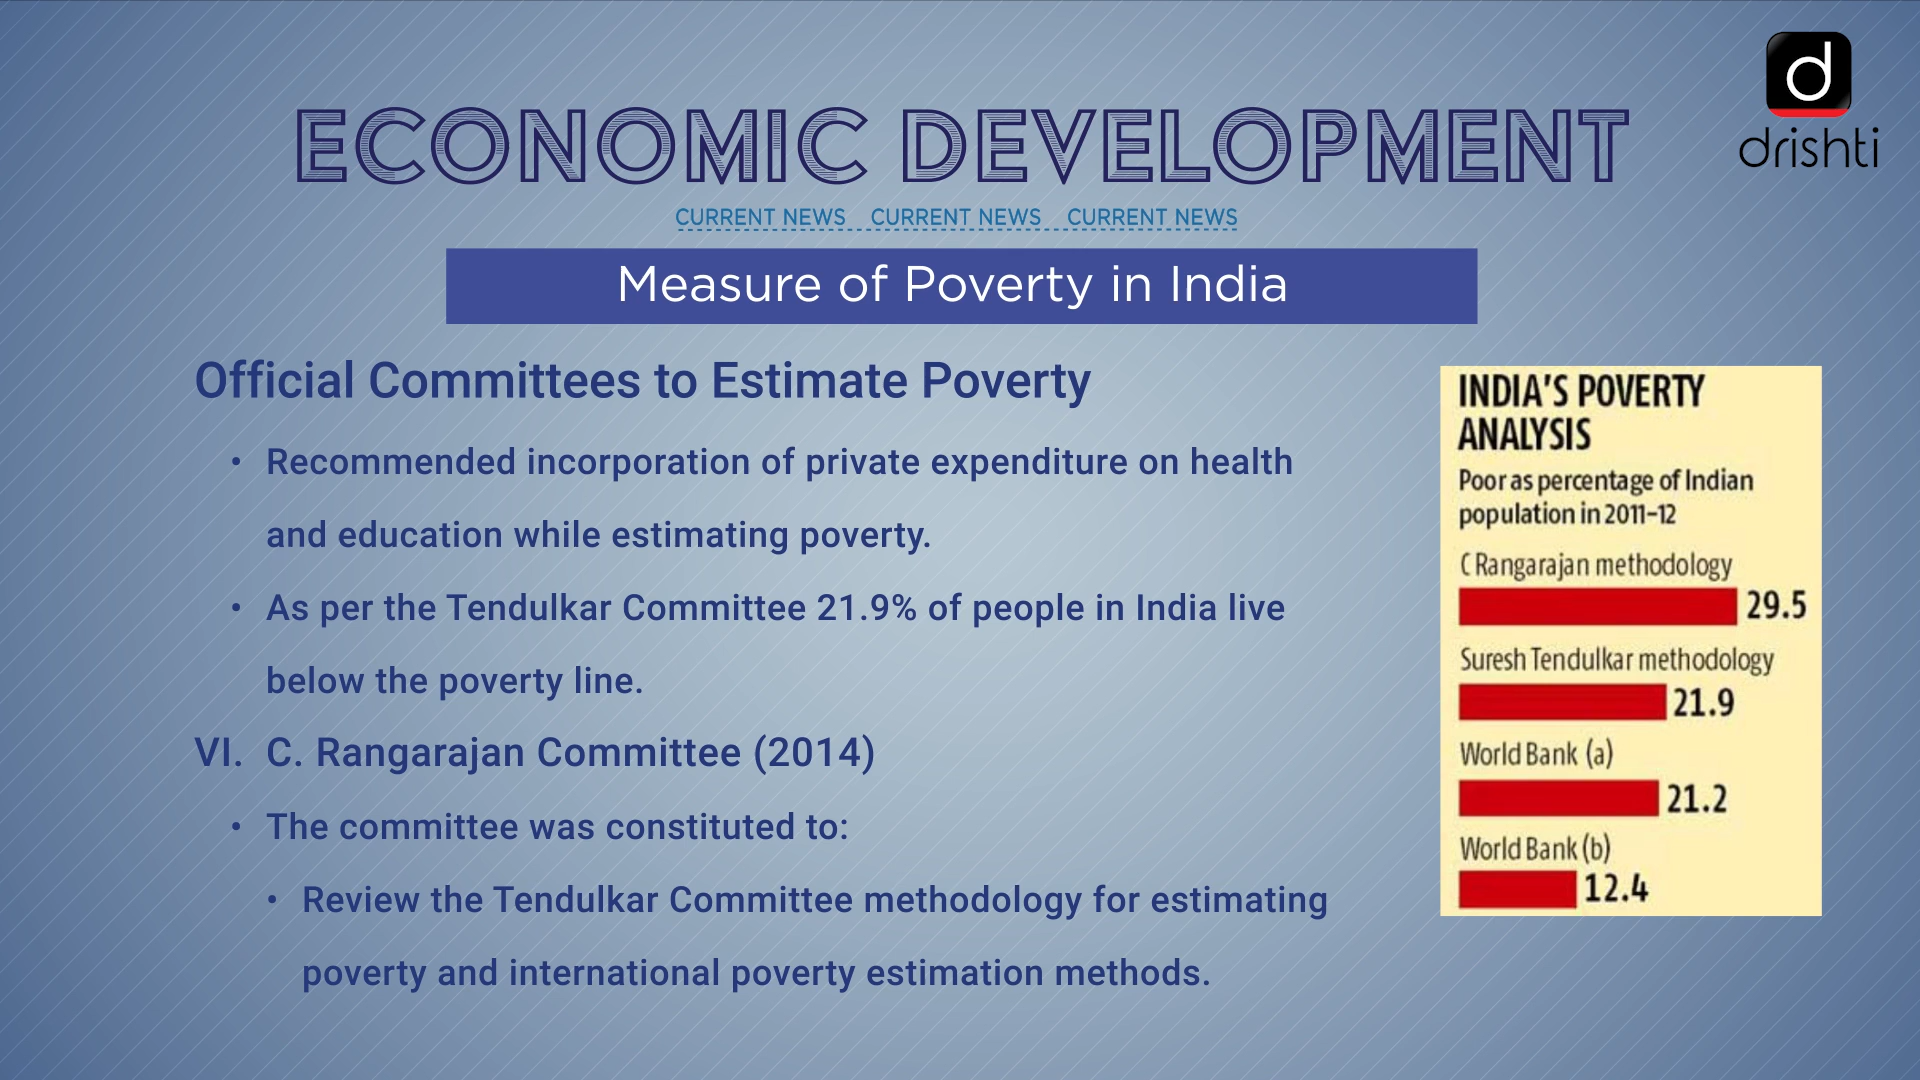 d
drishti
ECONOMIC DEVELOPMENT
CURRENT NEWS CURRENT NEWS CURRENT NEWS
Measure of Poverty in India
Official Committees to Estimate Poverty
• Recommended incorporation of private expenditure on health
and education while estimating poverty.
• As per the Tendulkar Committee 21.9% of people in India live
below the poverty line.
VI. C. Rangarajan Committee (2014)
• The committee was constituted to:
• Review the Tendulkar Committee methodology for estimating
poverty and international poverty estimation methods.
INDIA'S POVERTY
ANALYSIS
Poor as percentage of Indian
population in 2011-12
C Rangarajan methodology
29.5
Suresh Tendulkar methodology
21.9
World Bank (a)
21.2
World Bank (b)
12.4